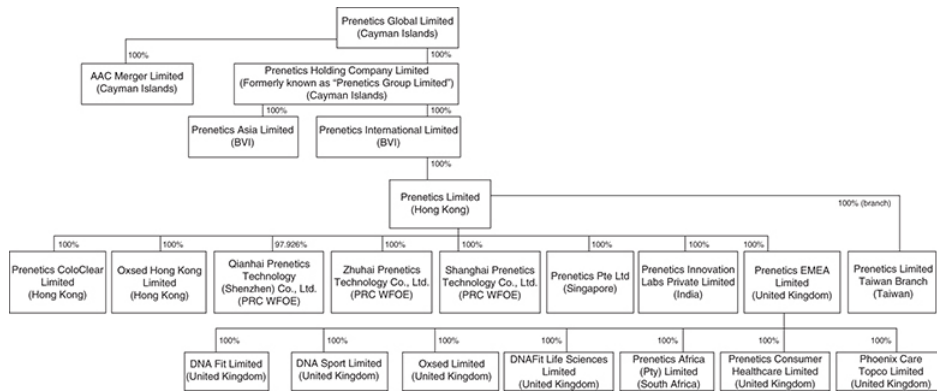 Prenetics Global Limited
(Cayman Islands)
100%
100%
AAC Merger Limited
(Cayman Islands)
Prenetics Holding Company Limited
(Formerly known as “Prenetics Group Limited”)
(Cayman Islands)
100%
100%
Prenetics Asia Limited
(BVI)
Prenetics International Limited
(BVI)
100%
Prenetics Limited
(Hong Kong)
100% (branch)
100%
100%
97.926%
100%
100%
100%
100%
100%
Prenetics ColoClear
Limited
(Hong Kong)
Oxsed Hong Kong
Limited
(Hong Kong)
Qianhai Prenetics
Technology
(Shenzhen) Co., Ltd.
(PRC WFOE)
Zhuhai Prenetics
Technology Co., Ltd.
(PRC WFOE)
Shanghai Prenetics
Technology Co., Ltd.
(PRC WFOE)
Prenetics Pte Ltd
(Singapore)
Prenetics Innovation
Labs Private Limited
(India)
Prenetics EMEA
Limited
(United Kingdom)
Prenetics Limited
Taiwan Branch
(Taiwan)
100%
100%
100%
100%
100%
100%
100%
DNA Fit Limited
(United Kingdom)
DNA Sport Limited
(United Kingdom)
Oxsed Limited
(United Kingdom)
DNAFit Life Sciences
Limited
(United Kingdom)
Prenetics Africa
(Pty) Limited
(South Africa)
Prenetics Consumer
Healthcare Limited
(United Kingdom)
Phoenix Care
Topco Limited
(United Kingdom)